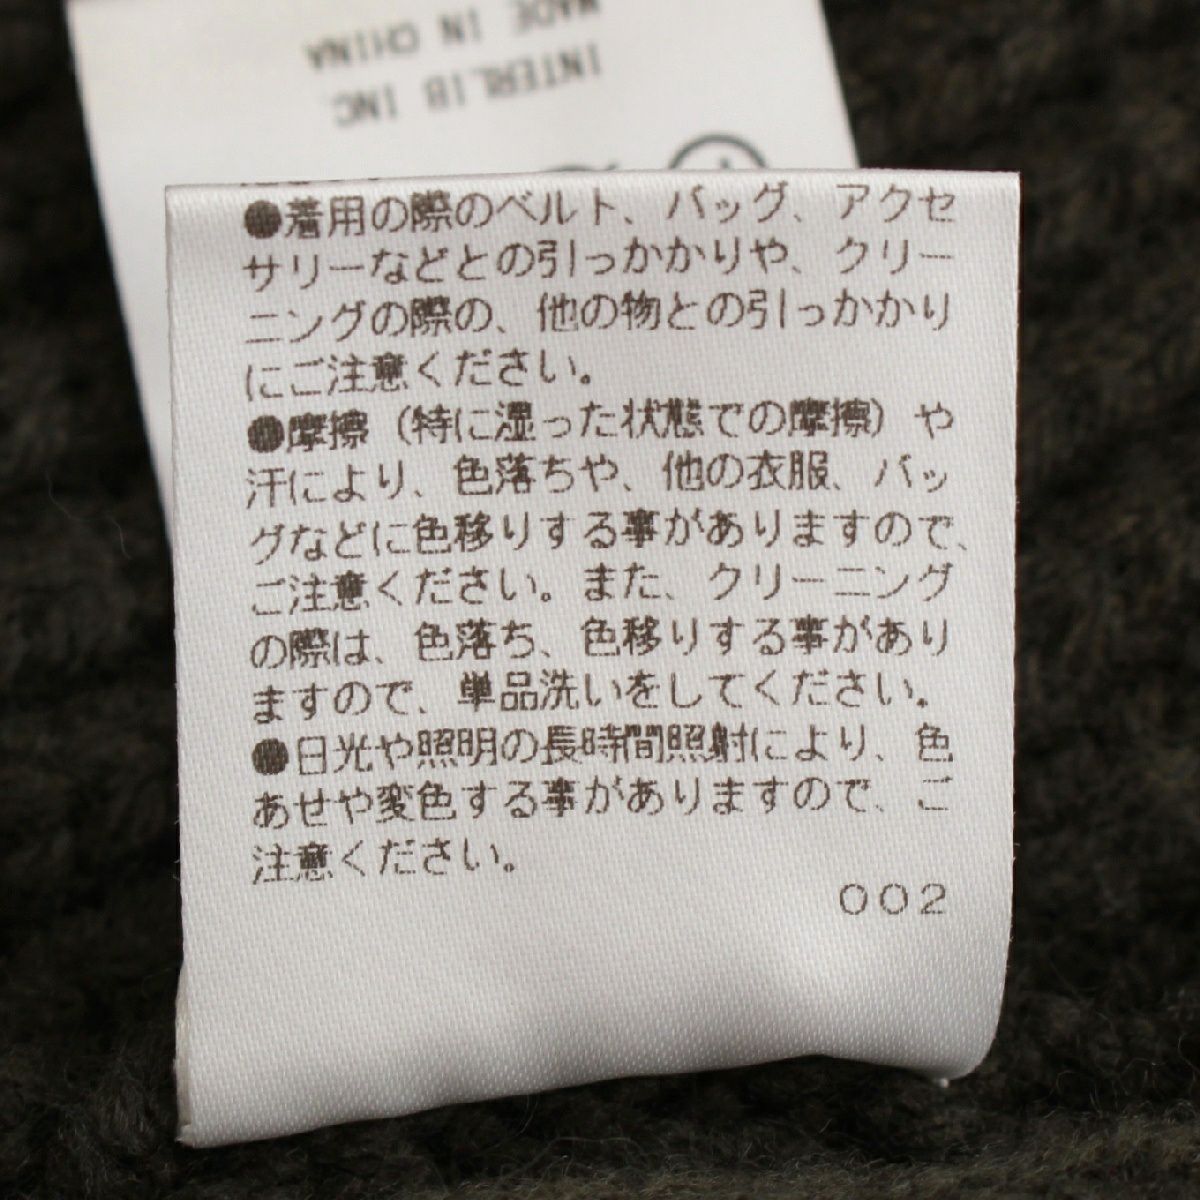 MADE IN CHINA
INTERLIB INC.
●着用の際のベルト、バッグ、アクセ
サリーなどとの引っかかりや、クリー
ニングの際の、他の物との引っかかり
にご注意ください。
●摩擦(特に湿った状態での摩擦)や
汗により、色落ちや、他の衣服、バッ
グなどに色移りする事がありますので、
ご注意ください。また、クリーニング
の際は、色落ち、色移りする事があり
ますので、単品洗いをしてください。
●日光や照明の長時間照射により、色
あせや変色する事がありますので、ご
注意ください。
002